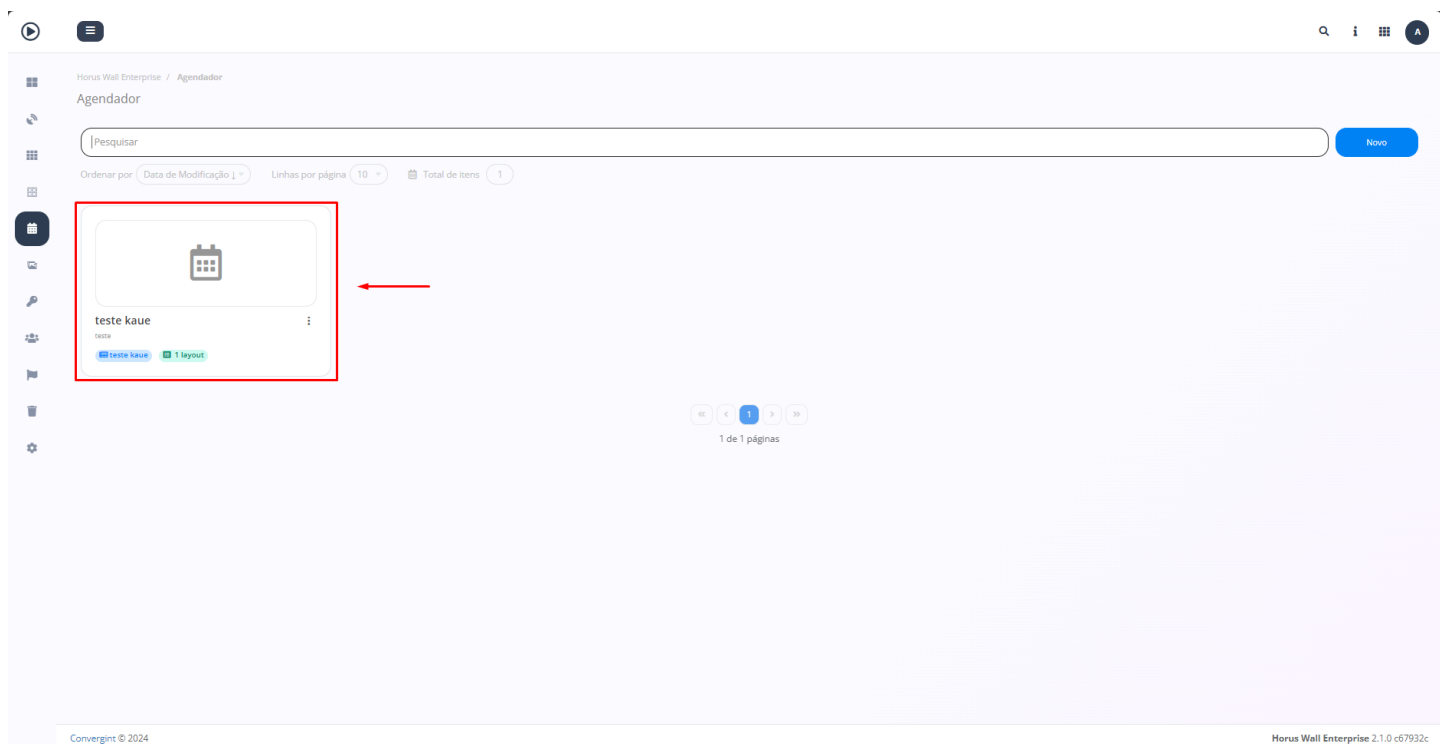 A
Horus Wall Enterprise / Agendador
Agendador
Pesquisar
Novo
Ordenar por Data de Modificação ↓ Linhas por página 10 Total de itens 1
teste kaue
teste
teste kaue 1 layout
« < 1 > »
1 de 1 páginas
Convergint © 2024
Horus Wall Enterprise 2.1.0 c67932c